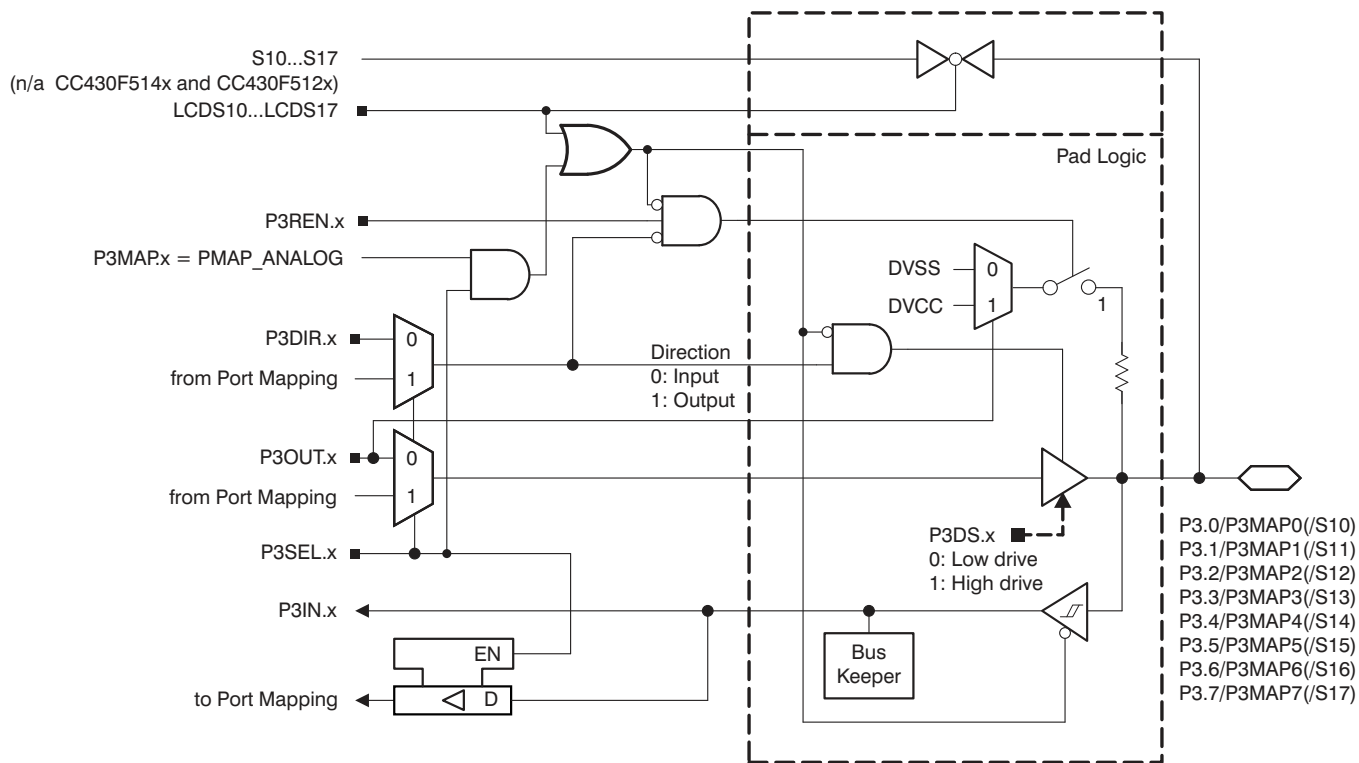 S10...S17
(n/a CC430F514x and CC430F512x)
LCDS10...LCDS17
Pad Logic
P3REN.x
P3MAP.x = PMAP_ANALOG
DVSS
0
DVCC
1
1
P3DIR.x
0
from Port Mapping
1
Direction
0: Input
1: Output
P3OUT.x
0
from Port Mapping
1
P3SEL.x
P3DS.x
0: Low drive
1: High drive
P3.0/P3MAP0(/S10)
P3.1/P3MAP1(/S11)
P3.2/P3MAP2(/S12)
P3.3/P3MAP3(/S13)
P3.4/P3MAP4(/S14)
P3.5/P3MAP5(/S15)
P3.6/P3MAP6(/S16)
P3.7/P3MAP7(/S17)
P3IN.x
Bus
Keeper
EN
to Port Mapping
D